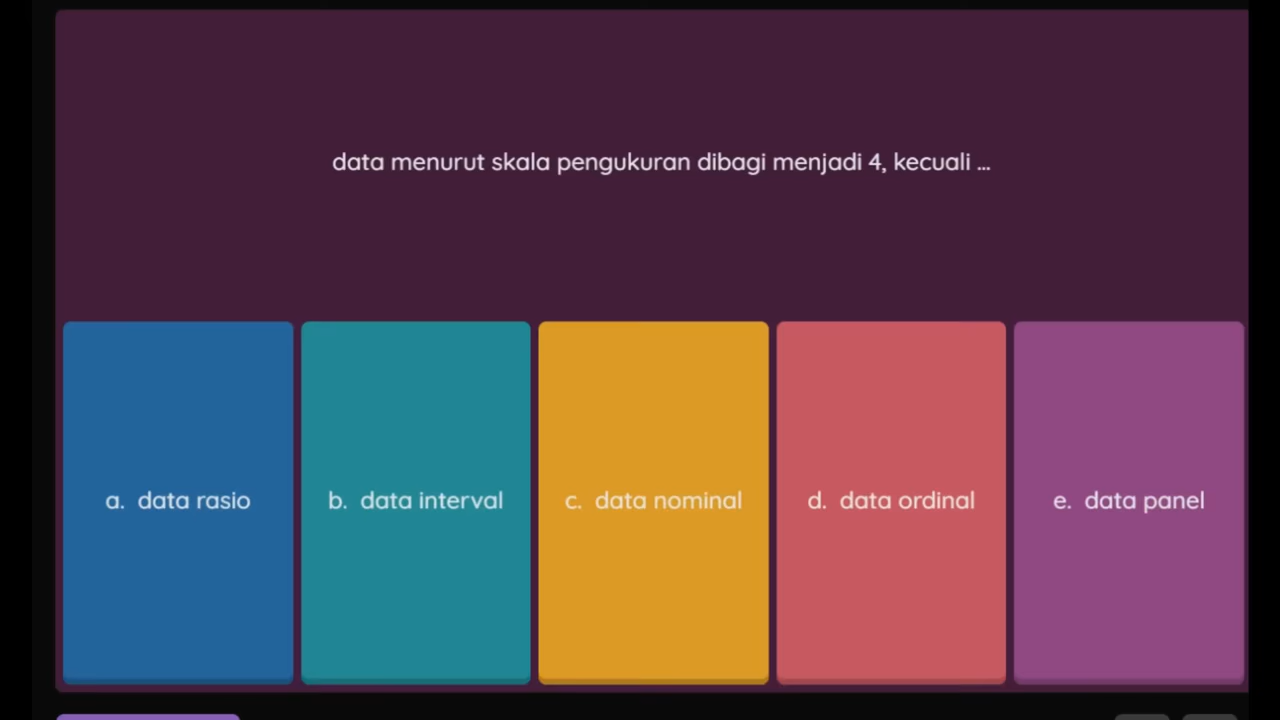 data menurut skala pengukuran dibagi menjadi 4, kecuali ...
a. data rasio
b. data interval
c. data nominal
d. data ordinal
e. data panel